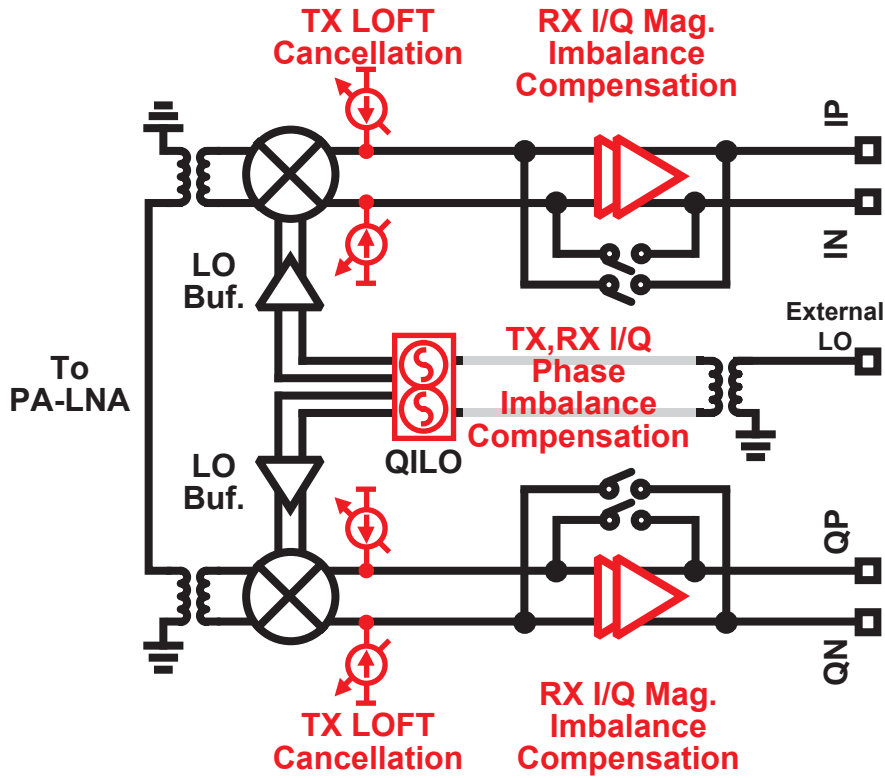 TX LOFT
Cancellation
RX I/Q Mag.
Imbalance
Compensation
IP
IN
LO
Buf.
External
LO
TX,RX I/Q
Phase
Imbalance
Compensation
To
PA-LNA
QILO
LO
Buf.
QP
QN
TX LOFT
Cancellation
RX I/Q Mag.
Imbalance
Compensation